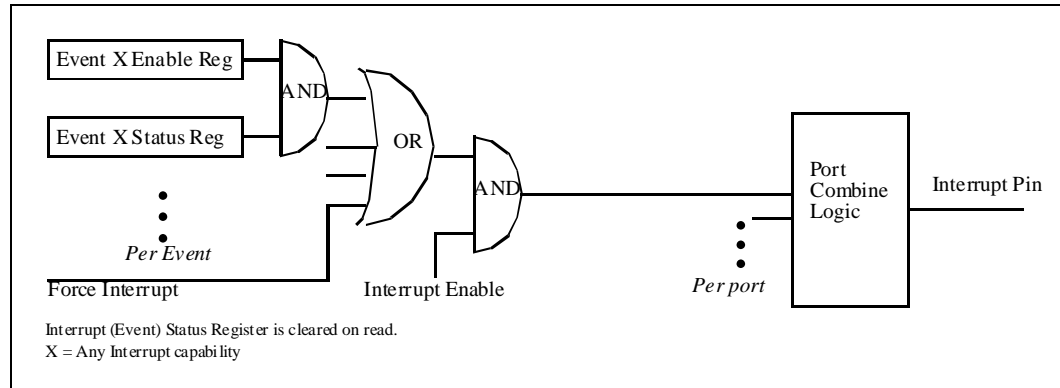 Event X Enable Reg
AND
Event X Status Reg
OR
AND
Port
Combine
Logic
Interrupt Pin
Per Event
Force Interrupt
Interrupt Enable
Per port
Interrupt (Event) Status Register is cleared on read.
X = Any Interrupt capability